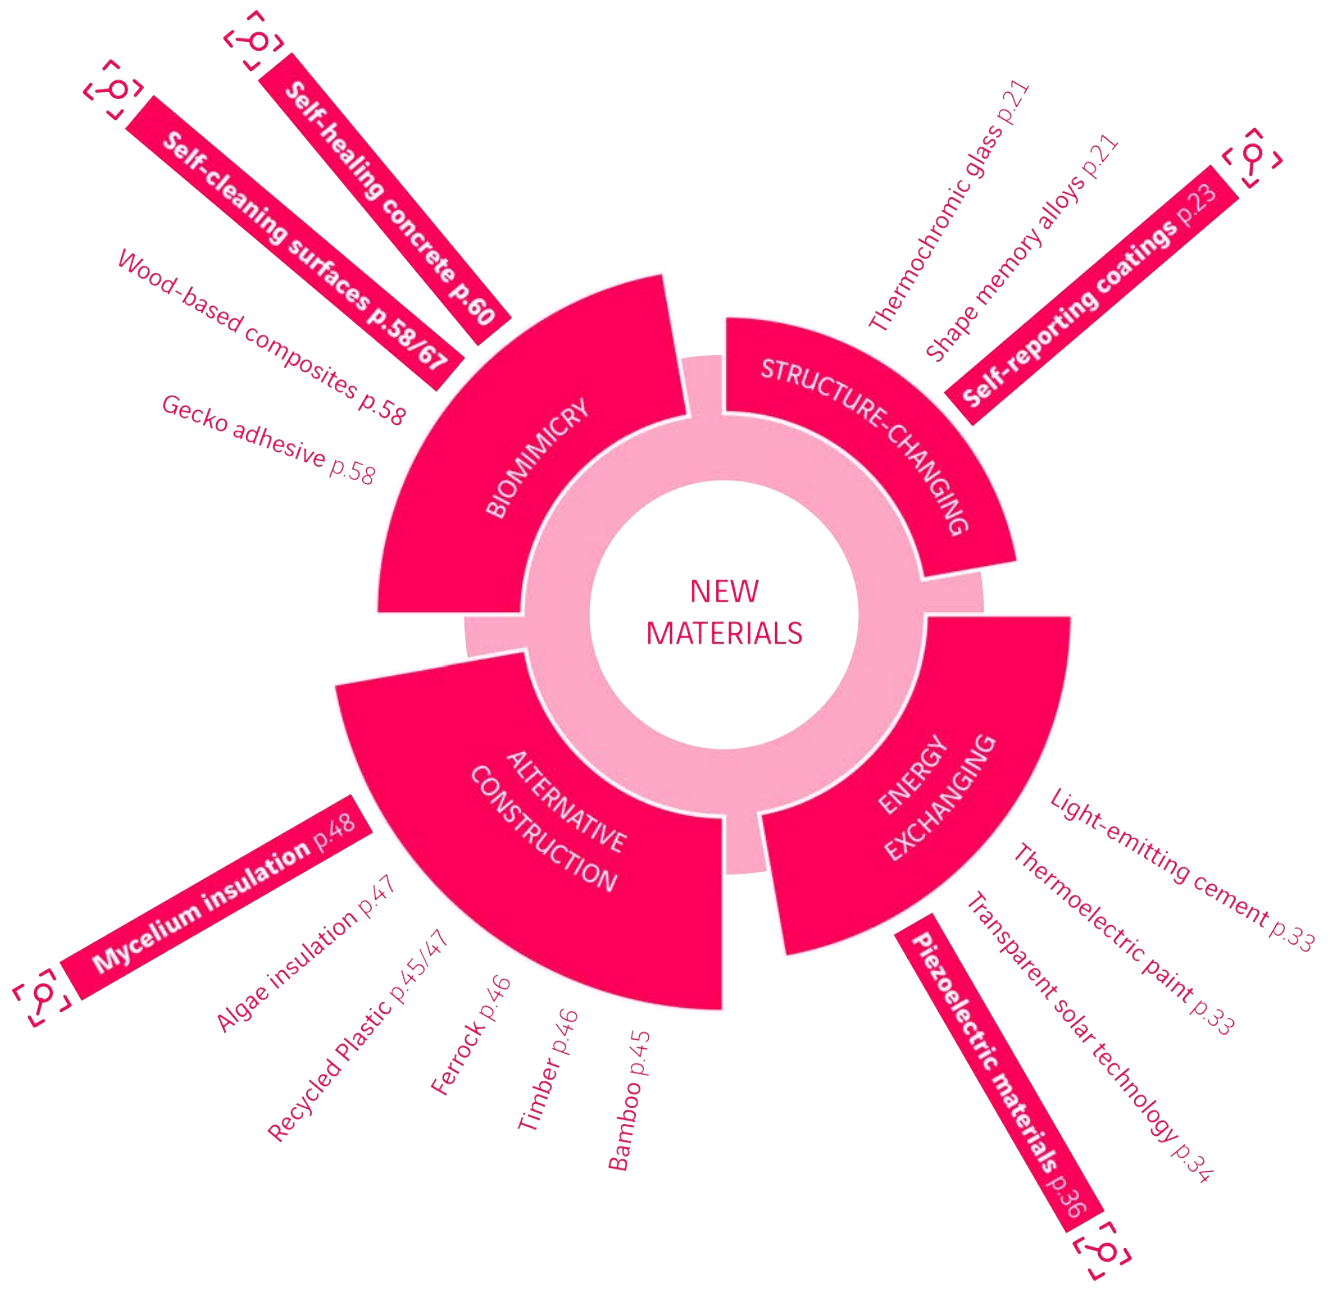 NEW
MATERIALS
STRUCTURE-CHANGING
Thermochromic glass p.21
Shape memory alloys p.21
Self-reporting coatings p.23
ENERGY
EXCHANGING
Light-emitting cement p.33
Thermoelectric paint p.33
Transparent solar technology p.34
Piezoelectric materials p.36
ALTERNATIVE
CONSTRUCTION
Bamboo p.45
Timber p.46
Ferrock p.46
Recycled Plastic p.45/47
Algae insulation p.47
Mycelium insulation p.48
BIOMIMICRY
Gecko adhesive p.58
Wood-based composites p.58
Self-cleaning surfaces p.58/67
Self-healing concrete p.60